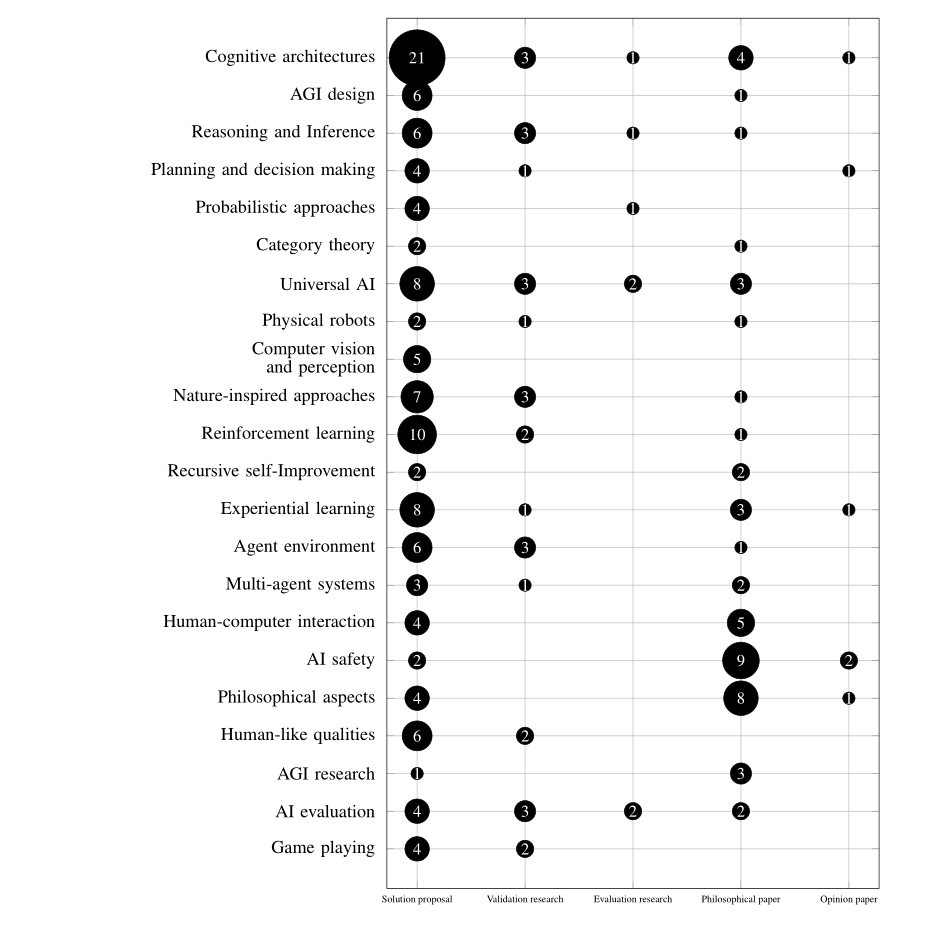 Cognitive architectures 21 3 1 4 1
AGI design 6 1
Reasoning and Inference 6 3 1 1
Planning and decision making 4 1 1
Probabilistic approaches 4 1
Category theory 2 1
Universal AI 8 3 2 3
Physical robots 2 1 1
Computer vision
and perception 5
Nature-inspired approaches 7 3 1
Reinforcement learning 10 2 1
Recursive self-Improvement 2 2
Experiential learning 8 1 3 1
Agent environment 6 3 1
Multi-agent systems 3 1 2
Human-computer interaction 4 5
AI safety 2 9 2
Philosophical aspects 4 8 1
Human-like qualities 6 2
AGI research 1 3
AI evaluation 4 3 2 2
Game playing 4 2
Solution proposal Validation research Evaluation research Philosophical paper Opinion paper